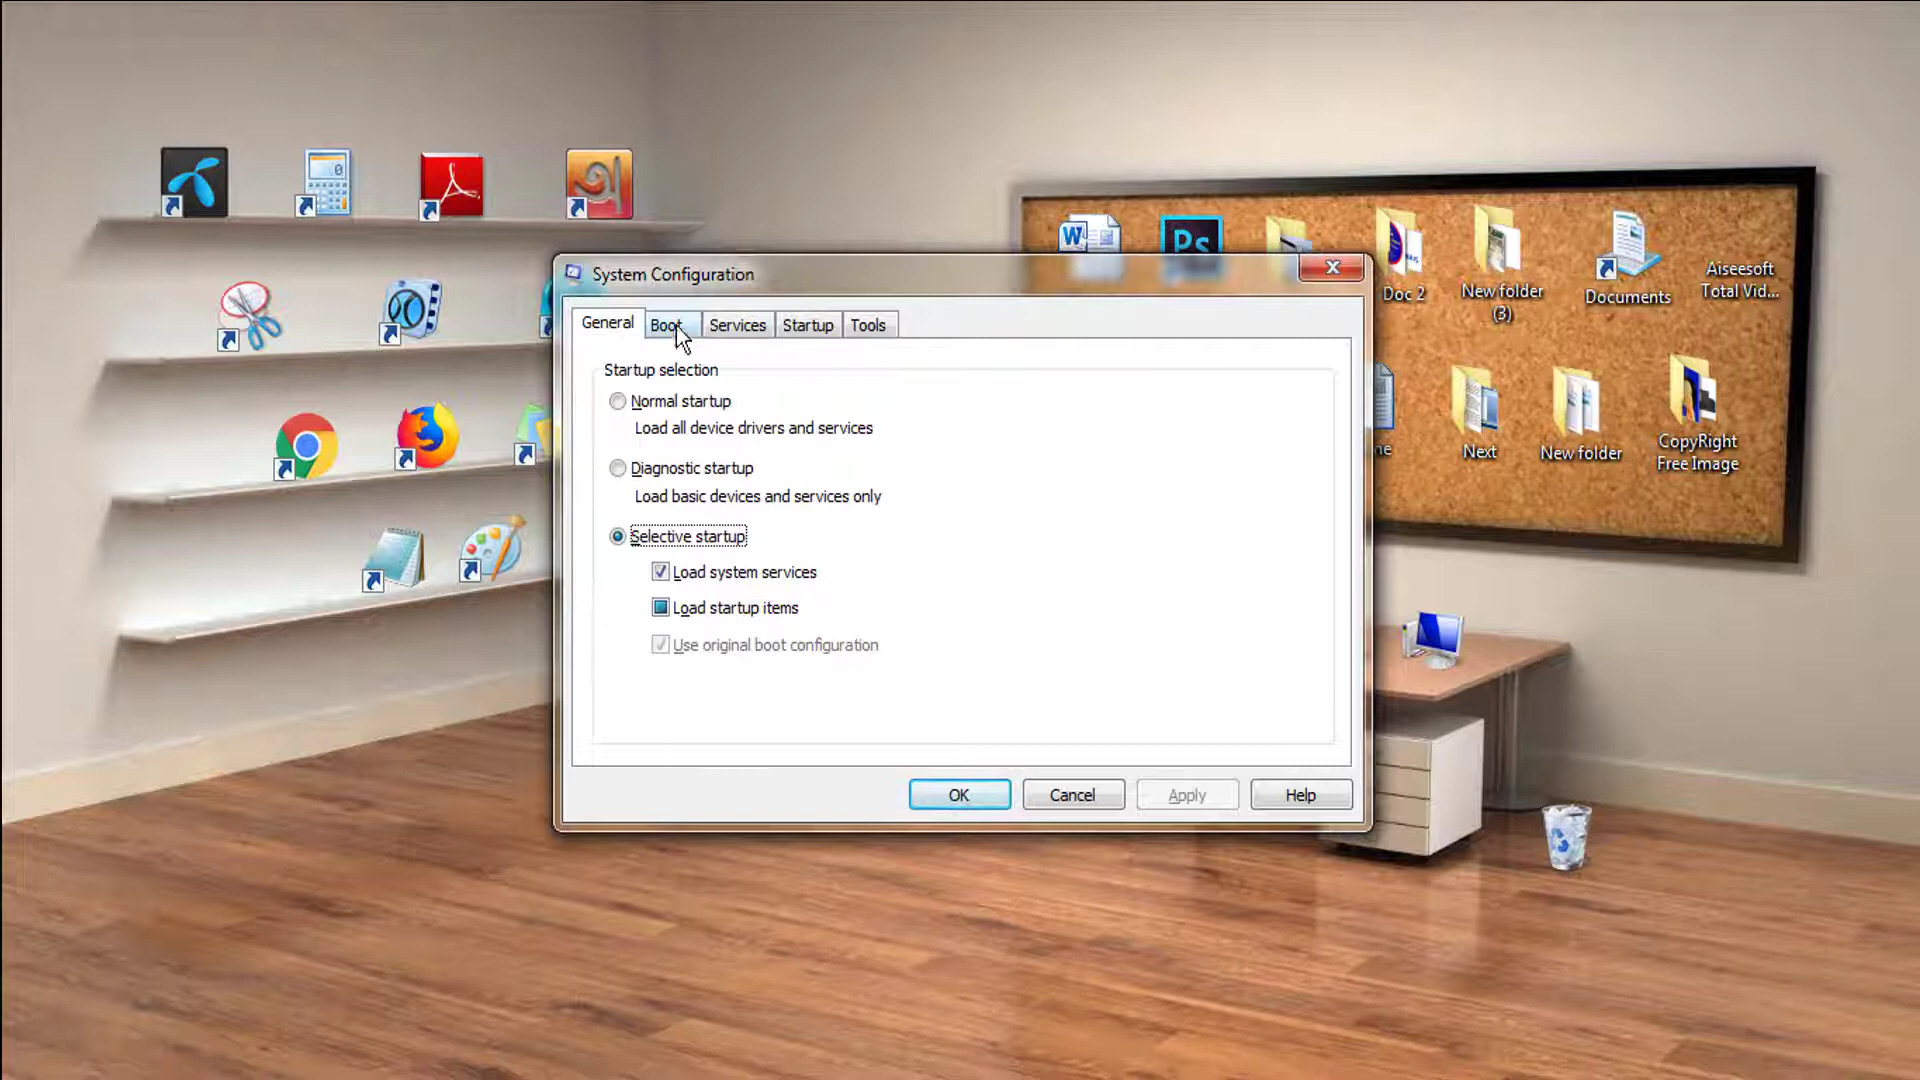 W
Ps
Doc 2
New folder
(3)
Documents
Aiseesoft
Total Vid...
System Configuration
General
Boot
Services
Startup
Tools
Startup selection
Normal startup
Load all device drivers and services
Diagnostic startup
Load basic devices and services only
Selective startup
Load system services
Load startup items
Use original boot configuration
ne
Next
New folder
CopyRight
Free Image
OK
Cancel
Apply
Help